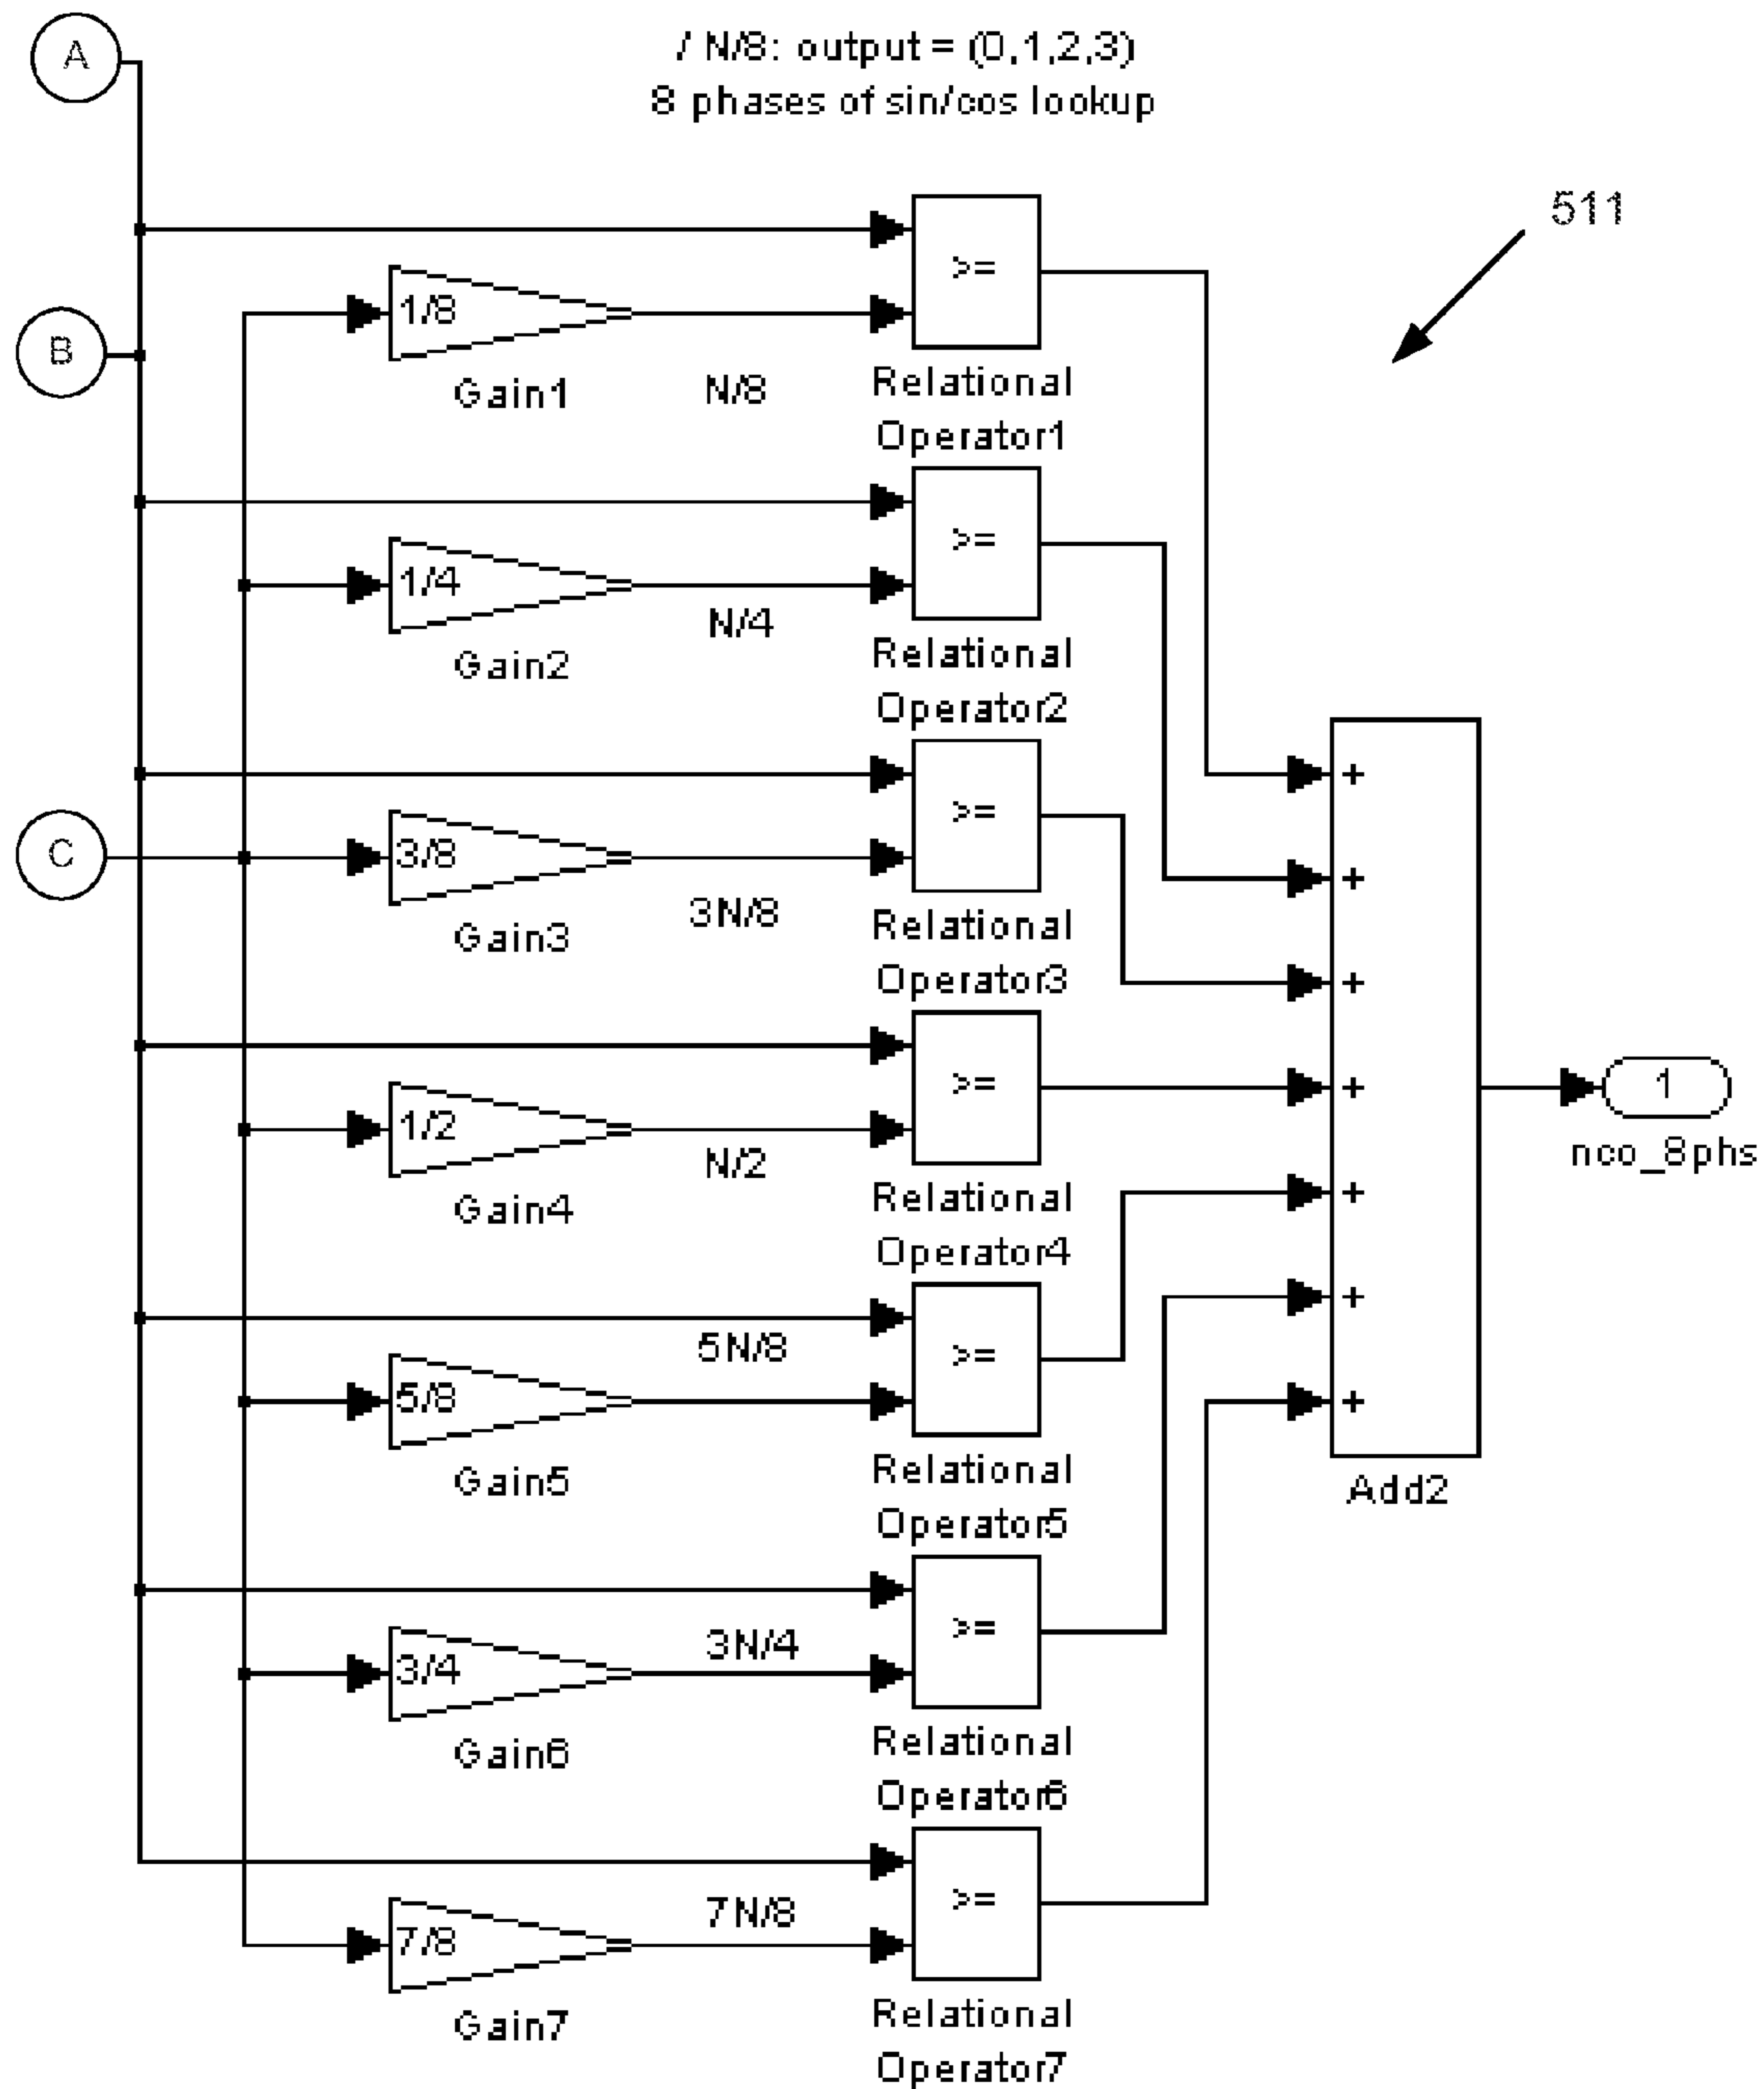 A
/ N/8: output = (0,1,2,3)
8 phases of sin/cos lookup
511
>=
1/8
B
Gain1
N/8
Relational
Operator1
>=
1/4
N/4
Gain2
Relational
Operator2
>=
+
C
3/8
+
3N/8
Gain3
Relational
Operator3
+
>=
+
1
1/2
N/2
nco_8phs
Gain4
Relational
Operator4
+
5N/8
>=
+
5/8
+
Gain5
Relational
Operator5
Add2
>=
3N/4
3/4
Gain6
Relational
Operator6
>=
7N/8
7/8
Gain7
Relational
Operator7